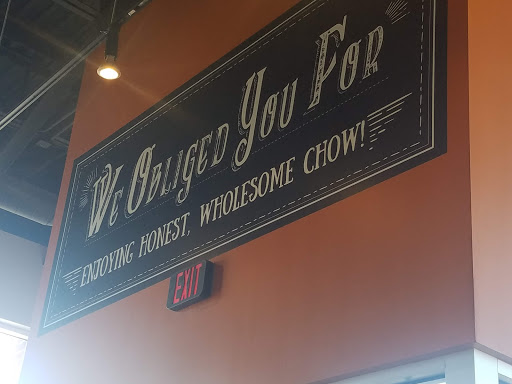 We Obliged You For
ENJOYING HONEST, WHOLESOME CHOW!
EXIT